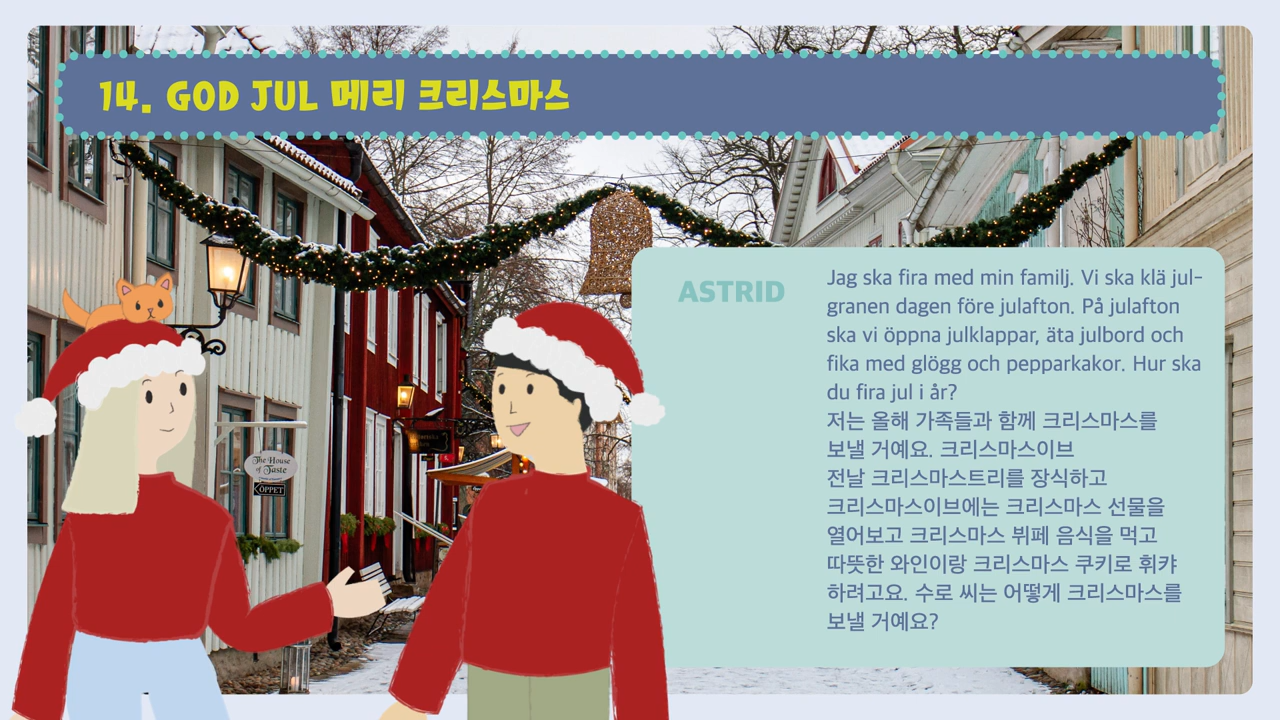 14. GOD JUL 메리 크리스마스
ASTRID
Jag ska fira med min familj. Vi ska klä jul-
granen dagen före julafton. På julafton
ska vi öppna julklappar, äta julbord och
fika med glögg och pepparkakor. Hur ska
du fira jul i år?
저는 올해 가족들과 함께 크리스마스를
보낼 거예요. 크리스마스이브
전날 크리스마스트리를 장식하고
크리스마스이브에는 크리스마스 선물을
열어보고 크리스마스 뷔페 음식을 먹고
따뜻한 와인이랑 크리스마스 쿠키로 휘캬
하려고요. 수로 씨는 어떻게 크리스마스를
보낼 거예요?
The House
of Taste
ÖPPET